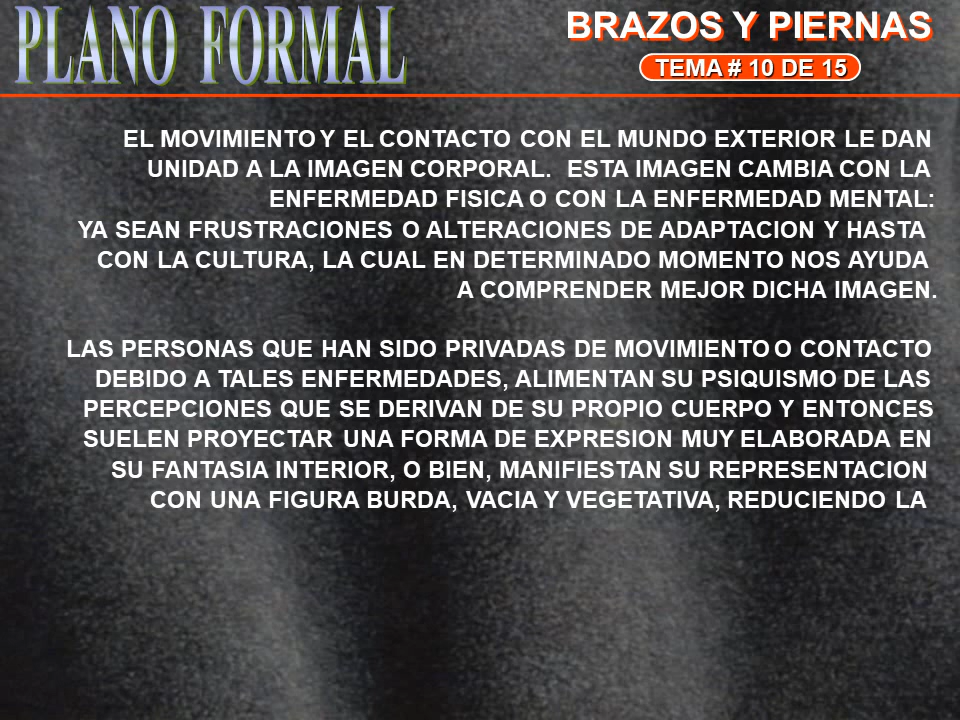 PLANO FORMAL
BRAZOS Y PIERNAS
TEMA # 10 DE 15
EL MOVIMIENTO Y EL CONTACTO CON EL MUNDO EXTERIOR LE DAN
UNIDAD A LA IMAGEN CORPORAL. ESTA IMAGEN CAMBIA CON LA
ENFERMEDAD FISICA O CON LA ENFERMEDAD MENTAL:
YA SEAN FRUSTRACIONES O ALTERACIONES DE ADAPTACION Y HASTA
CON LA CULTURA, LA CUAL EN DETERMINADO MOMENTO NOS AYUDA
A COMPRENDER MEJOR DICHA IMAGEN.
LAS PERSONAS QUE HAN SIDO PRIVADAS DE MOVIMIENTO O CONTACTO
DEBIDO A TALES ENFERMEDADES, ALIMENTAN SU PSIQUISMO DE LAS
PERCEPCIONES QUE SE DERIVAN DE SU PROPIO CUERPO Y ENTONCES
SUELEN PROYECTAR UNA FORMA DE EXPRESION MUY ELABORADA EN
SU FANTASIA INTERIOR, O BIEN, MANIFIESTAN SU REPRESENTACION
CON UNA FIGURA BURDA, VACIA Y VEGETATIVA, REDUCIENDO LA